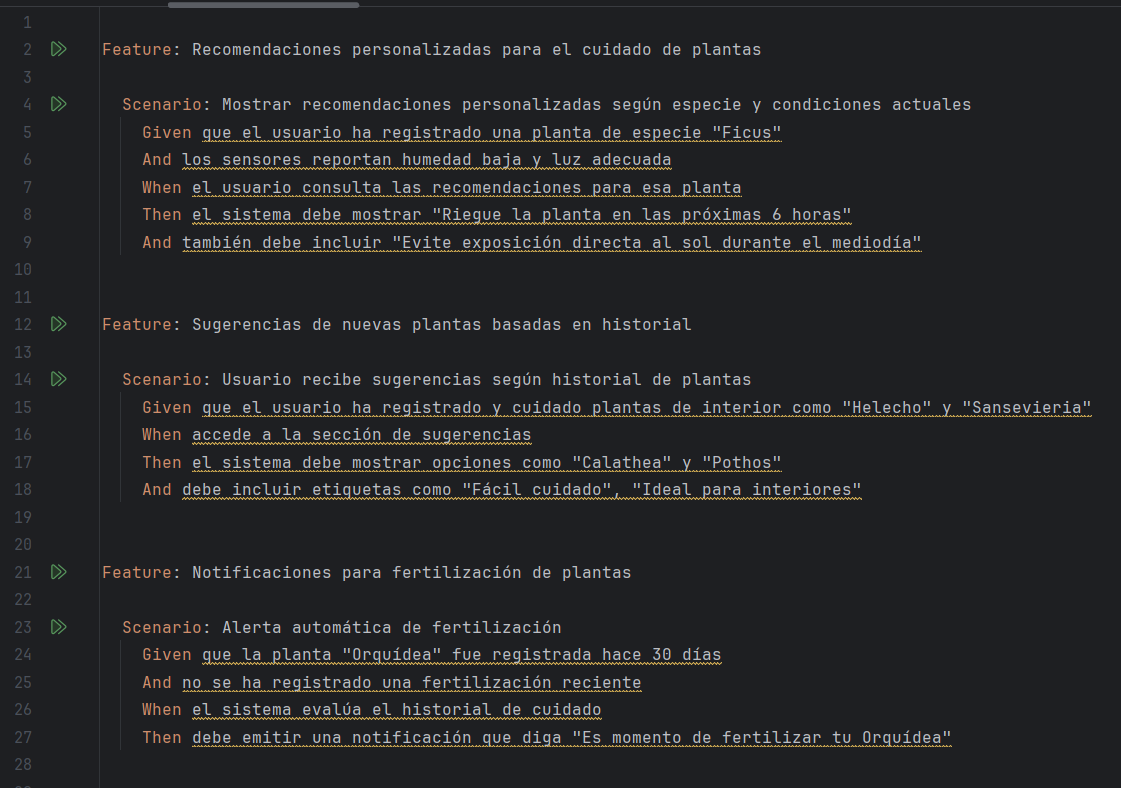 1
2 Feature: Recomendaciones personalizadas para el cuidado de plantas
3
4 Scenario: Mostrar recomendaciones personalizadas según especie y condiciones actuales
5 Given que el usuario ha registrado una planta de especie "Ficus"
6 And los sensores reportan humedad baja y luz adecuada
7 When el usuario consulta las recomendaciones para esa planta
8 Then el sistema debe mostrar "Riegue la planta en las próximas 6 horas"
9 And también debe incluir "Evite exposición directa al sol durante el mediodía"
10
11
12 Feature: Sugerencias de nuevas plantas basadas en historial
13
14 Scenario: Usuario recibe sugerencias según historial de plantas
15 Given que el usuario ha registrado y cuidado plantas de interior como "Helecho" y "Sansevieria"
16 When accede a la sección de sugerencias
17 Then el sistema debe mostrar opciones como "Calathea" y "Pothos"
18 And debe incluir etiquetas como "Fácil cuidado", "Ideal para interiores"
19
20
21 Feature: Notificaciones para fertilización de plantas
22
23 Scenario: Alerta automática de fertilización
24 Given que la planta "Orquídea" fue registrada hace 30 días
25 And no se ha registrado una fertilización reciente
26 When el sistema evalúa el historial de cuidado
27 Then debe emitir una notificación que diga "Es momento de fertilizar tu Orquídea"
28